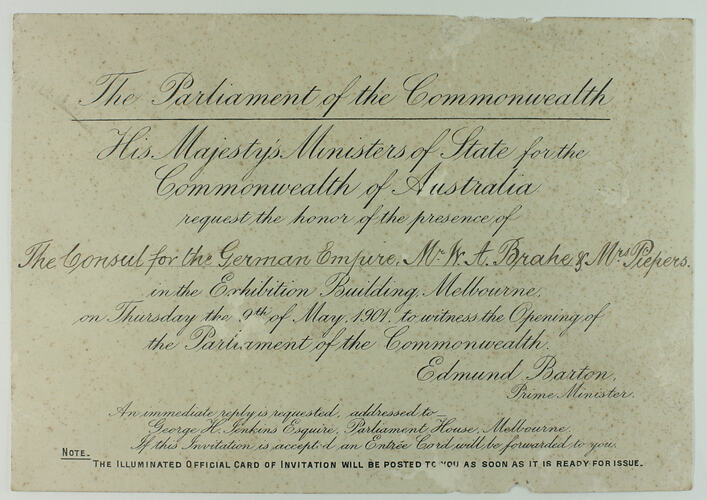 The Parliament of the Commonwealth
His Majesty's Ministers of State for the
Commonwealth of Australia
request the honor of the presence of
The Consul for the German Empire, Mr. W. A. Brahe & Mrs Piepers.
in the Exhibition Building, Melbourne,
on Thursday the 9th of May, 1901, to witness the Opening of
the Parliament of the Commonwealth.
Edmund Barton,
Prime Minister.
An immediate reply is requested, addressed to_
George H. Jenkins Esquire, Parliament House, Melbourne.
If this Invitation is accepted an Entrée Card will be forwarded to you.
NOTE_ THE ILLUMINATED OFFICIAL CARD OF INVITATION WILL BE POSTED TO YOU AS SOON AS IT IS READY FOR ISSUE.